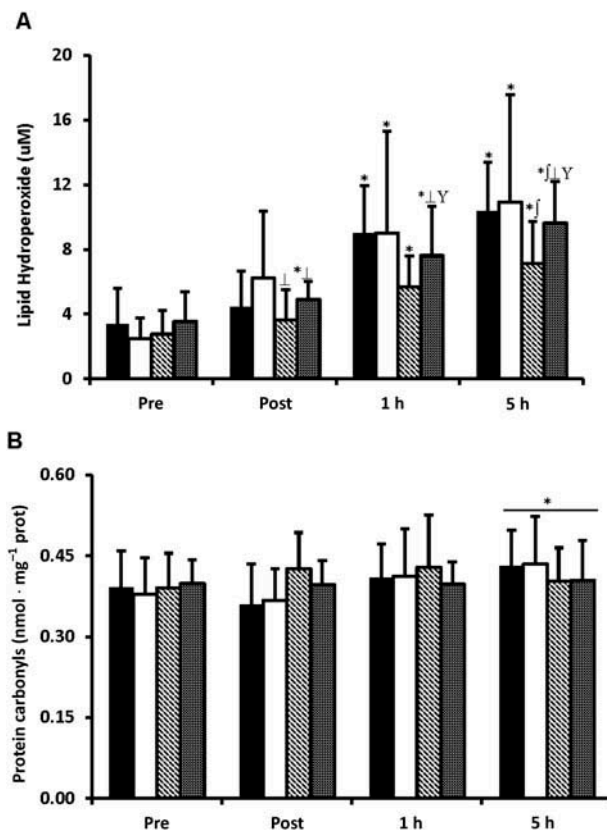 A
Lipid Hydroperoxide (uM)
20
16
12
8
4
0
* * *⊥Y *
* * *∫ *∫⊥Y
⊥ *⊥
Pre Post 1 h 5 h
B
Protein carbonyls (nmol · mg⁻¹ prot)
0.60
0.45
0.30
0.15
0.00
*
Pre Post 1 h 5 h